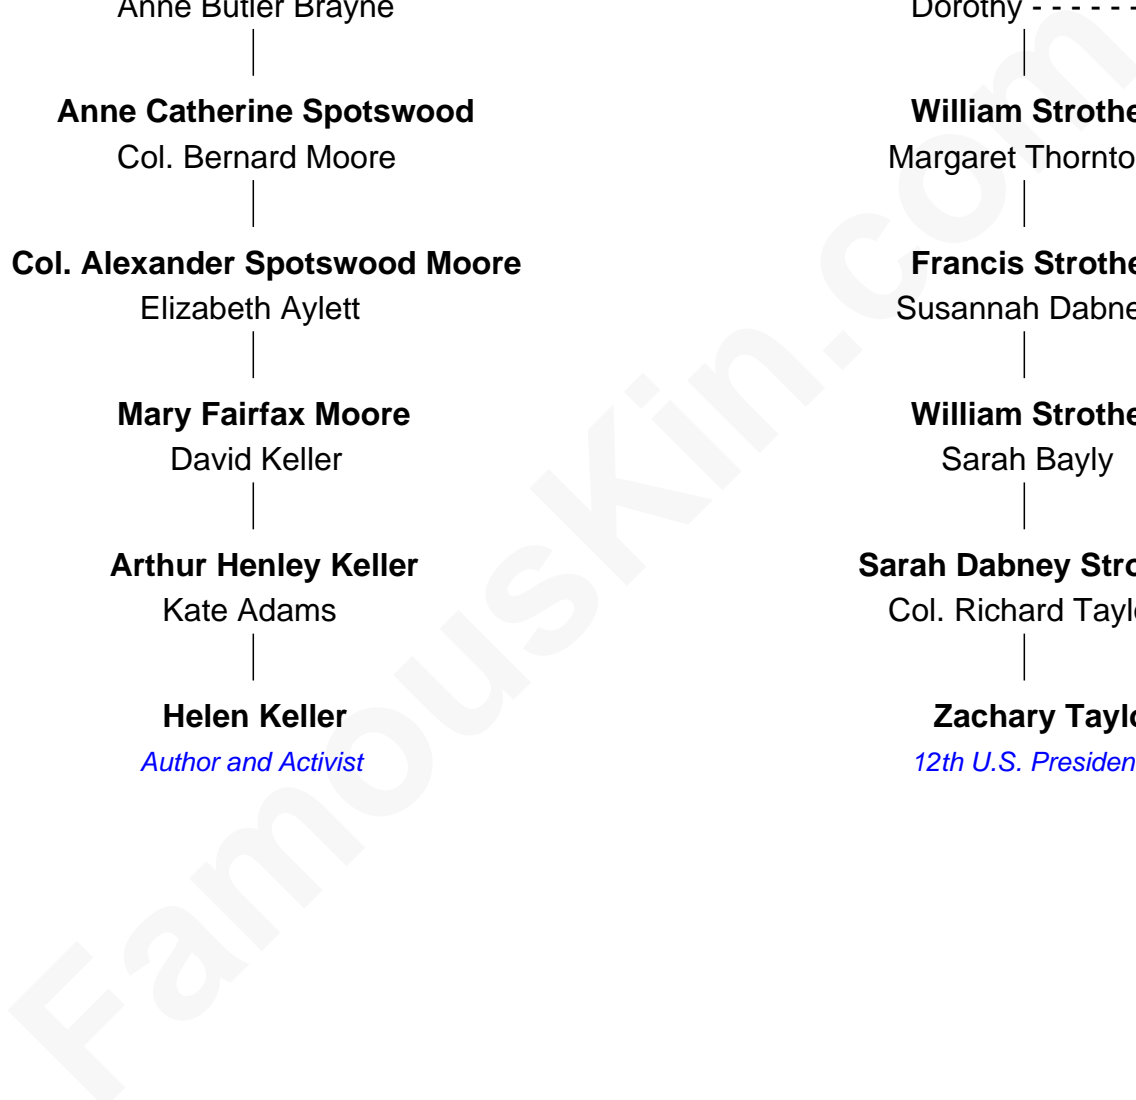 Anne Butler Brayne
Anne Catherine Spotswood
Col. Bernard Moore
Col. Alexander Spotswood Moore
Elizabeth Aylett
Mary Fairfax Moore
David Keller
Arthur Henley Keller
Kate Adams
Helen Keller
Author and Activist
Dorothy - - - - - -
William Strothe
Margaret Thornto
Francis Strothe
Susannah Dabne
William Strothe
Sarah Bayly
Sarah Dabney Stro
Col. Richard Tayl
Zachary Taylo
12th U.S. Presiden
FamousKin.com